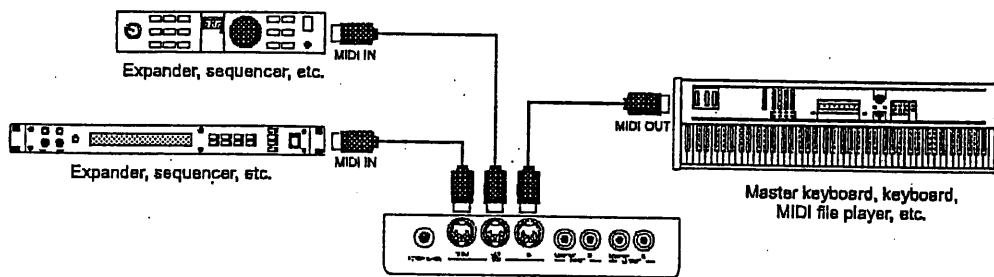 MIDI IN
Expander, sequencer, etc.
MIDI OUT
MIDI IN
Expander, sequencer, etc.
Master keyboard, keyboard,
MIDI file player, etc.